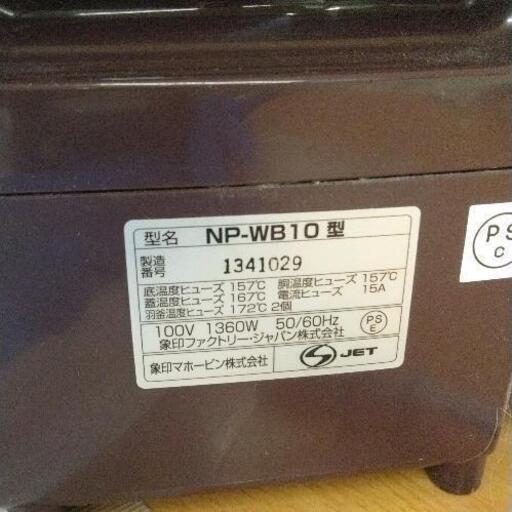 型名 NP-WB10 型
製造番号 1341029
底温度ヒューズ 157℃ 胴温度ヒューズ 157℃
蓋温度ヒューズ 167℃ 電流ヒューズ 15A
羽釜温度ヒューズ 172℃ 2個
100V 1360W 50/60Hz
象印ファクトリー・ジャパン株式会社
PS
E
象印マホービン株式会社
JET
PS
C